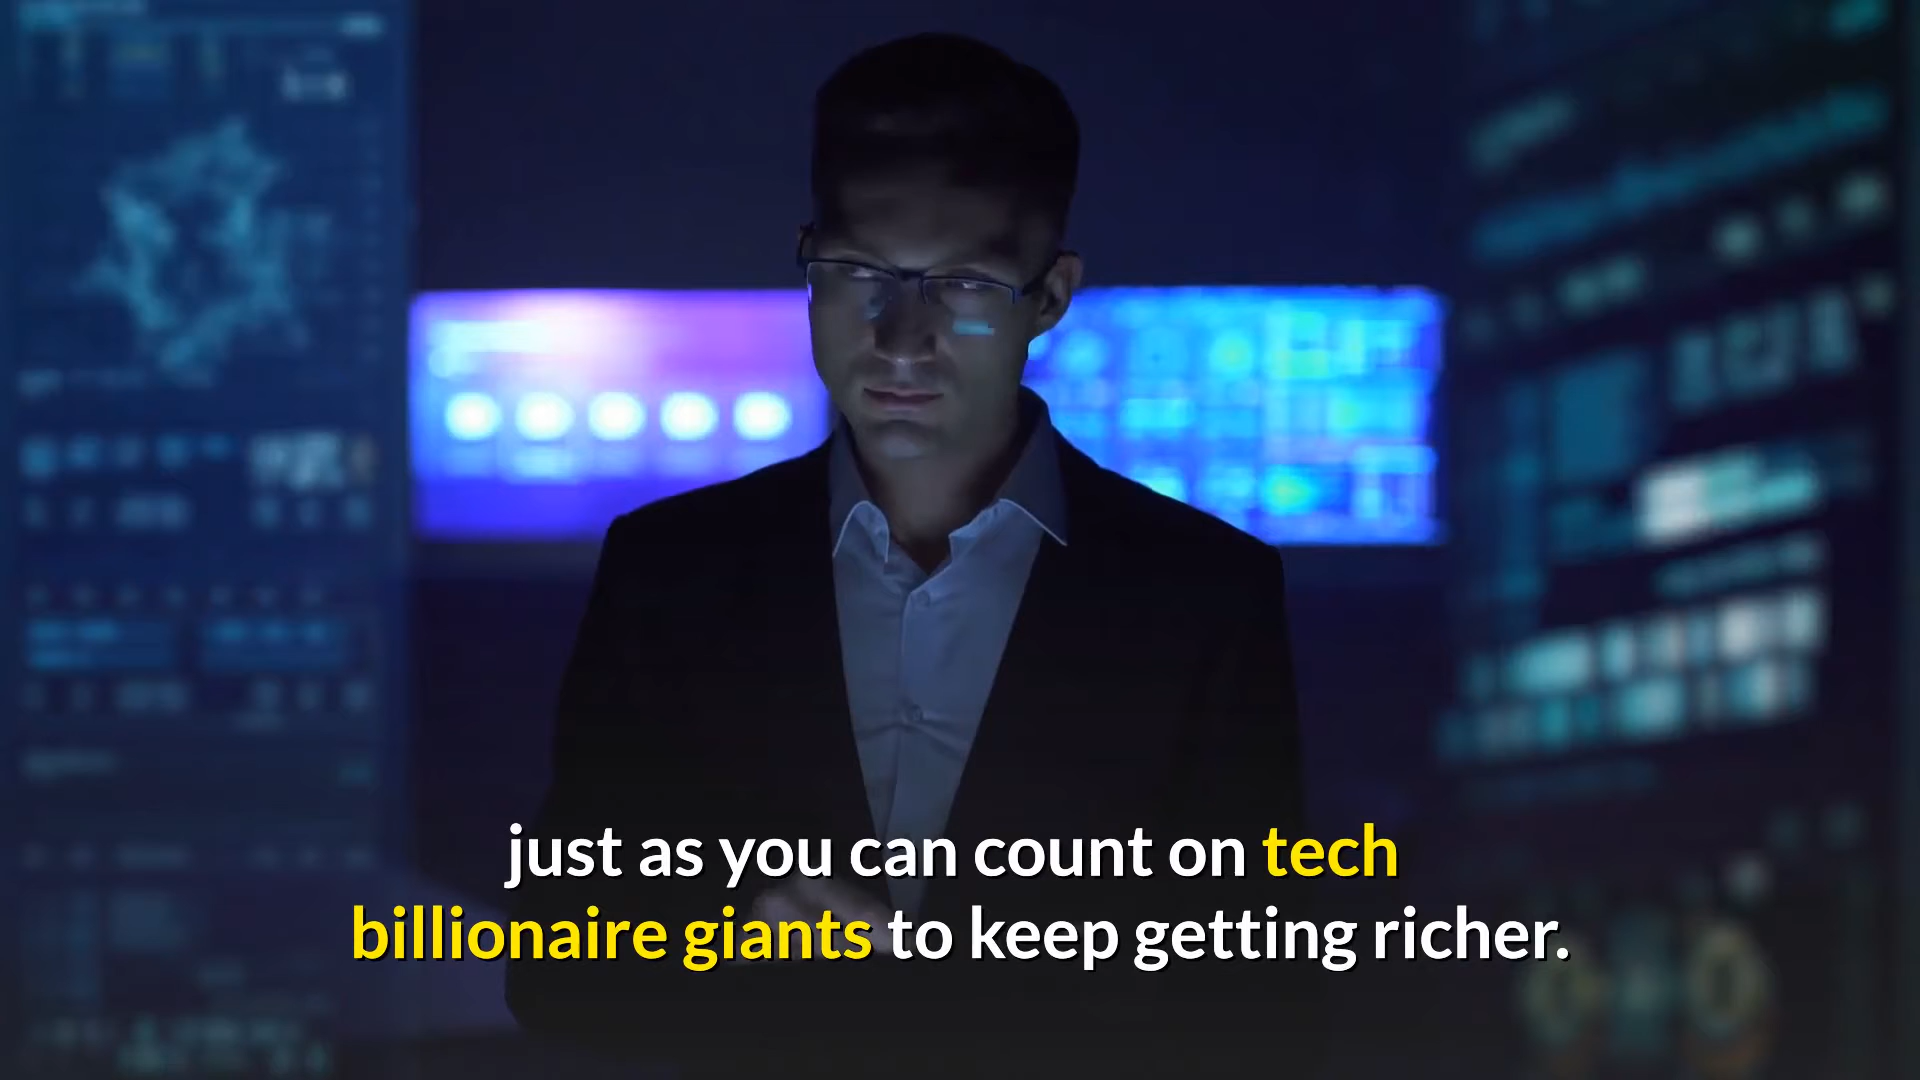 just as you can count on tech
billionaire giants to keep getting richer.